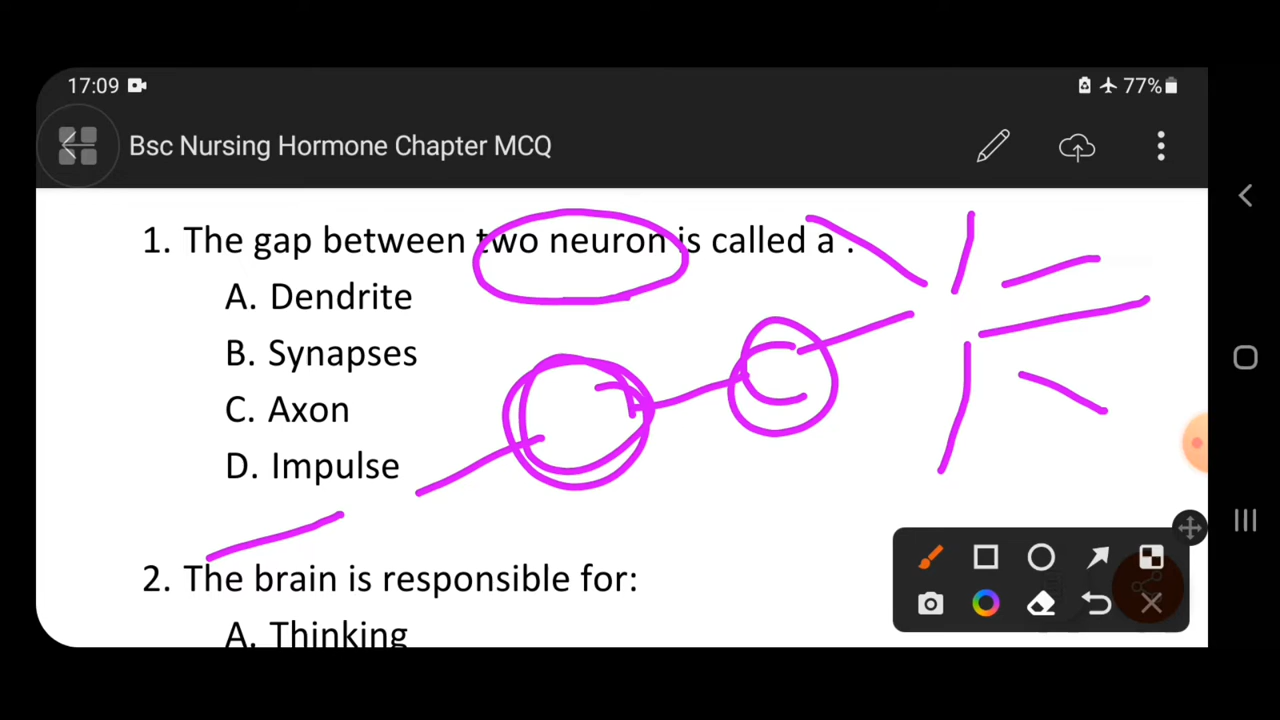 17:09
77%
Bsc Nursing Hormone Chapter MCQ
1. The gap between two neuron is called a .
A. Dendrite
B. Synapses
C. Axon
D. Impulse
2. The brain is responsible for:
A. Thinking